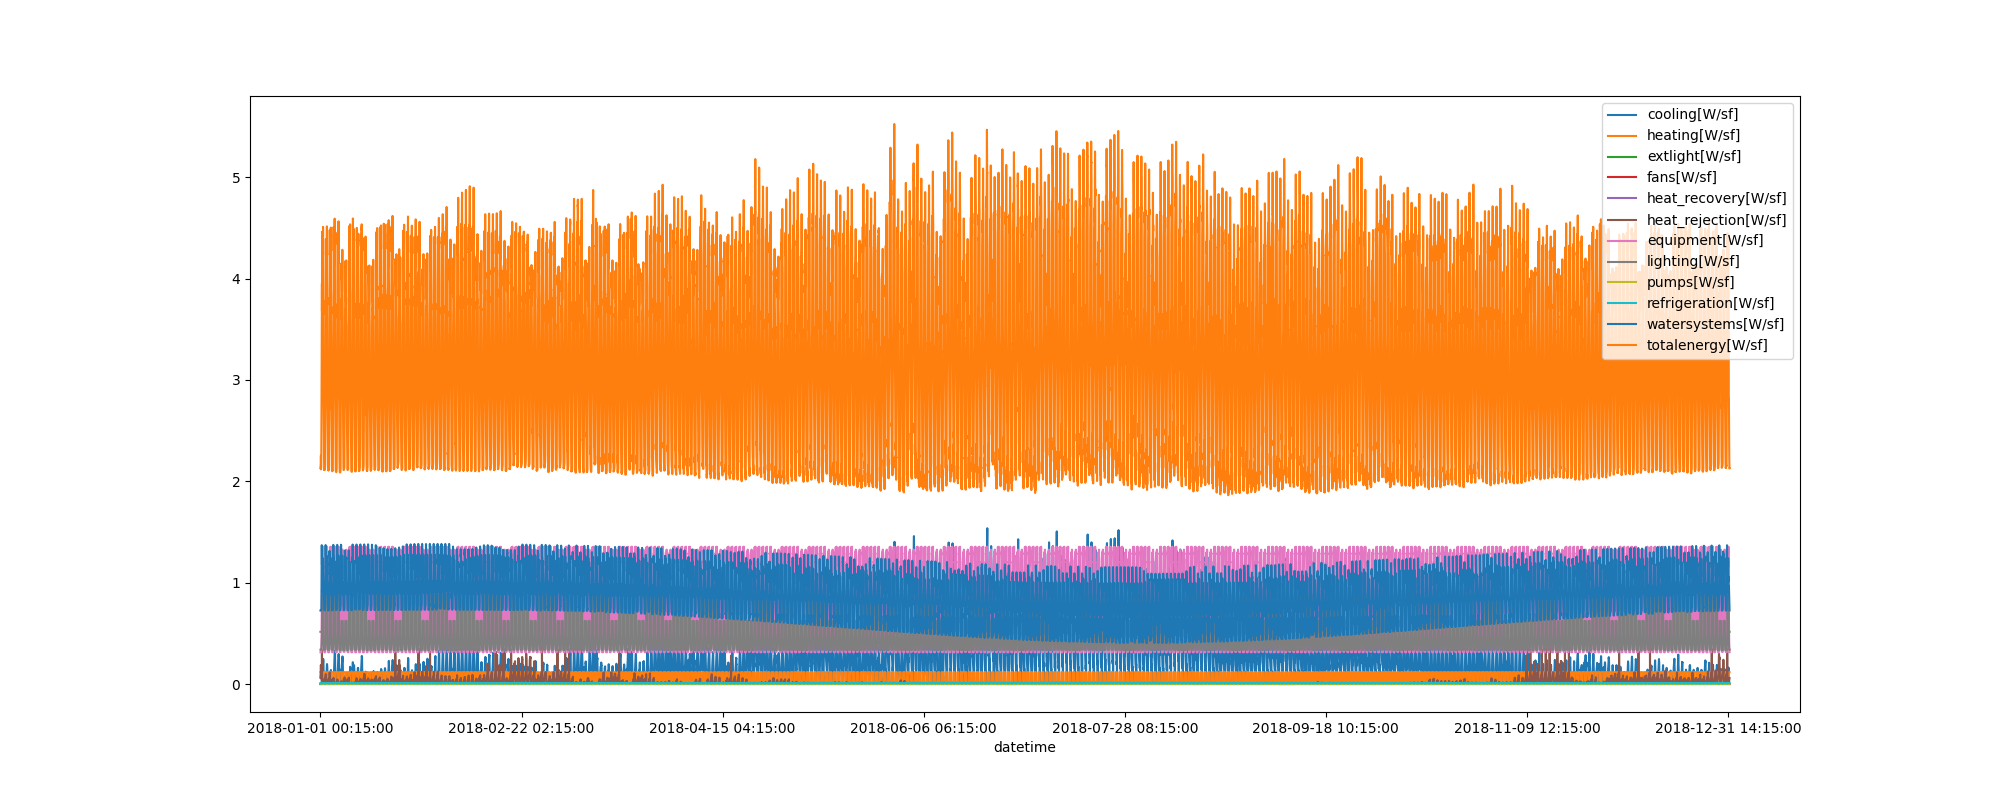 cooling[W/sf]
heating[W/sf]
extlight[W/sf]
fans[W/sf]
heat_recovery[W/sf]
heat_rejection[W/sf]
equipment[W/sf]
lighting[W/sf]
pumps[W/sf]
refrigeration[W/sf]
watersystems[W/sf]
totalenergy[W/sf]
5
4
3
2
1
0
2018-01-01 00:15:00 2018-02-22 02:15:00 2018-04-15 04:15:00 2018-06-06 06:15:00 2018-07-28 08:15:00 2018-09-18 10:15:00 2018-11-09 12:15:00 2018-12-31 14:15:00
datetime